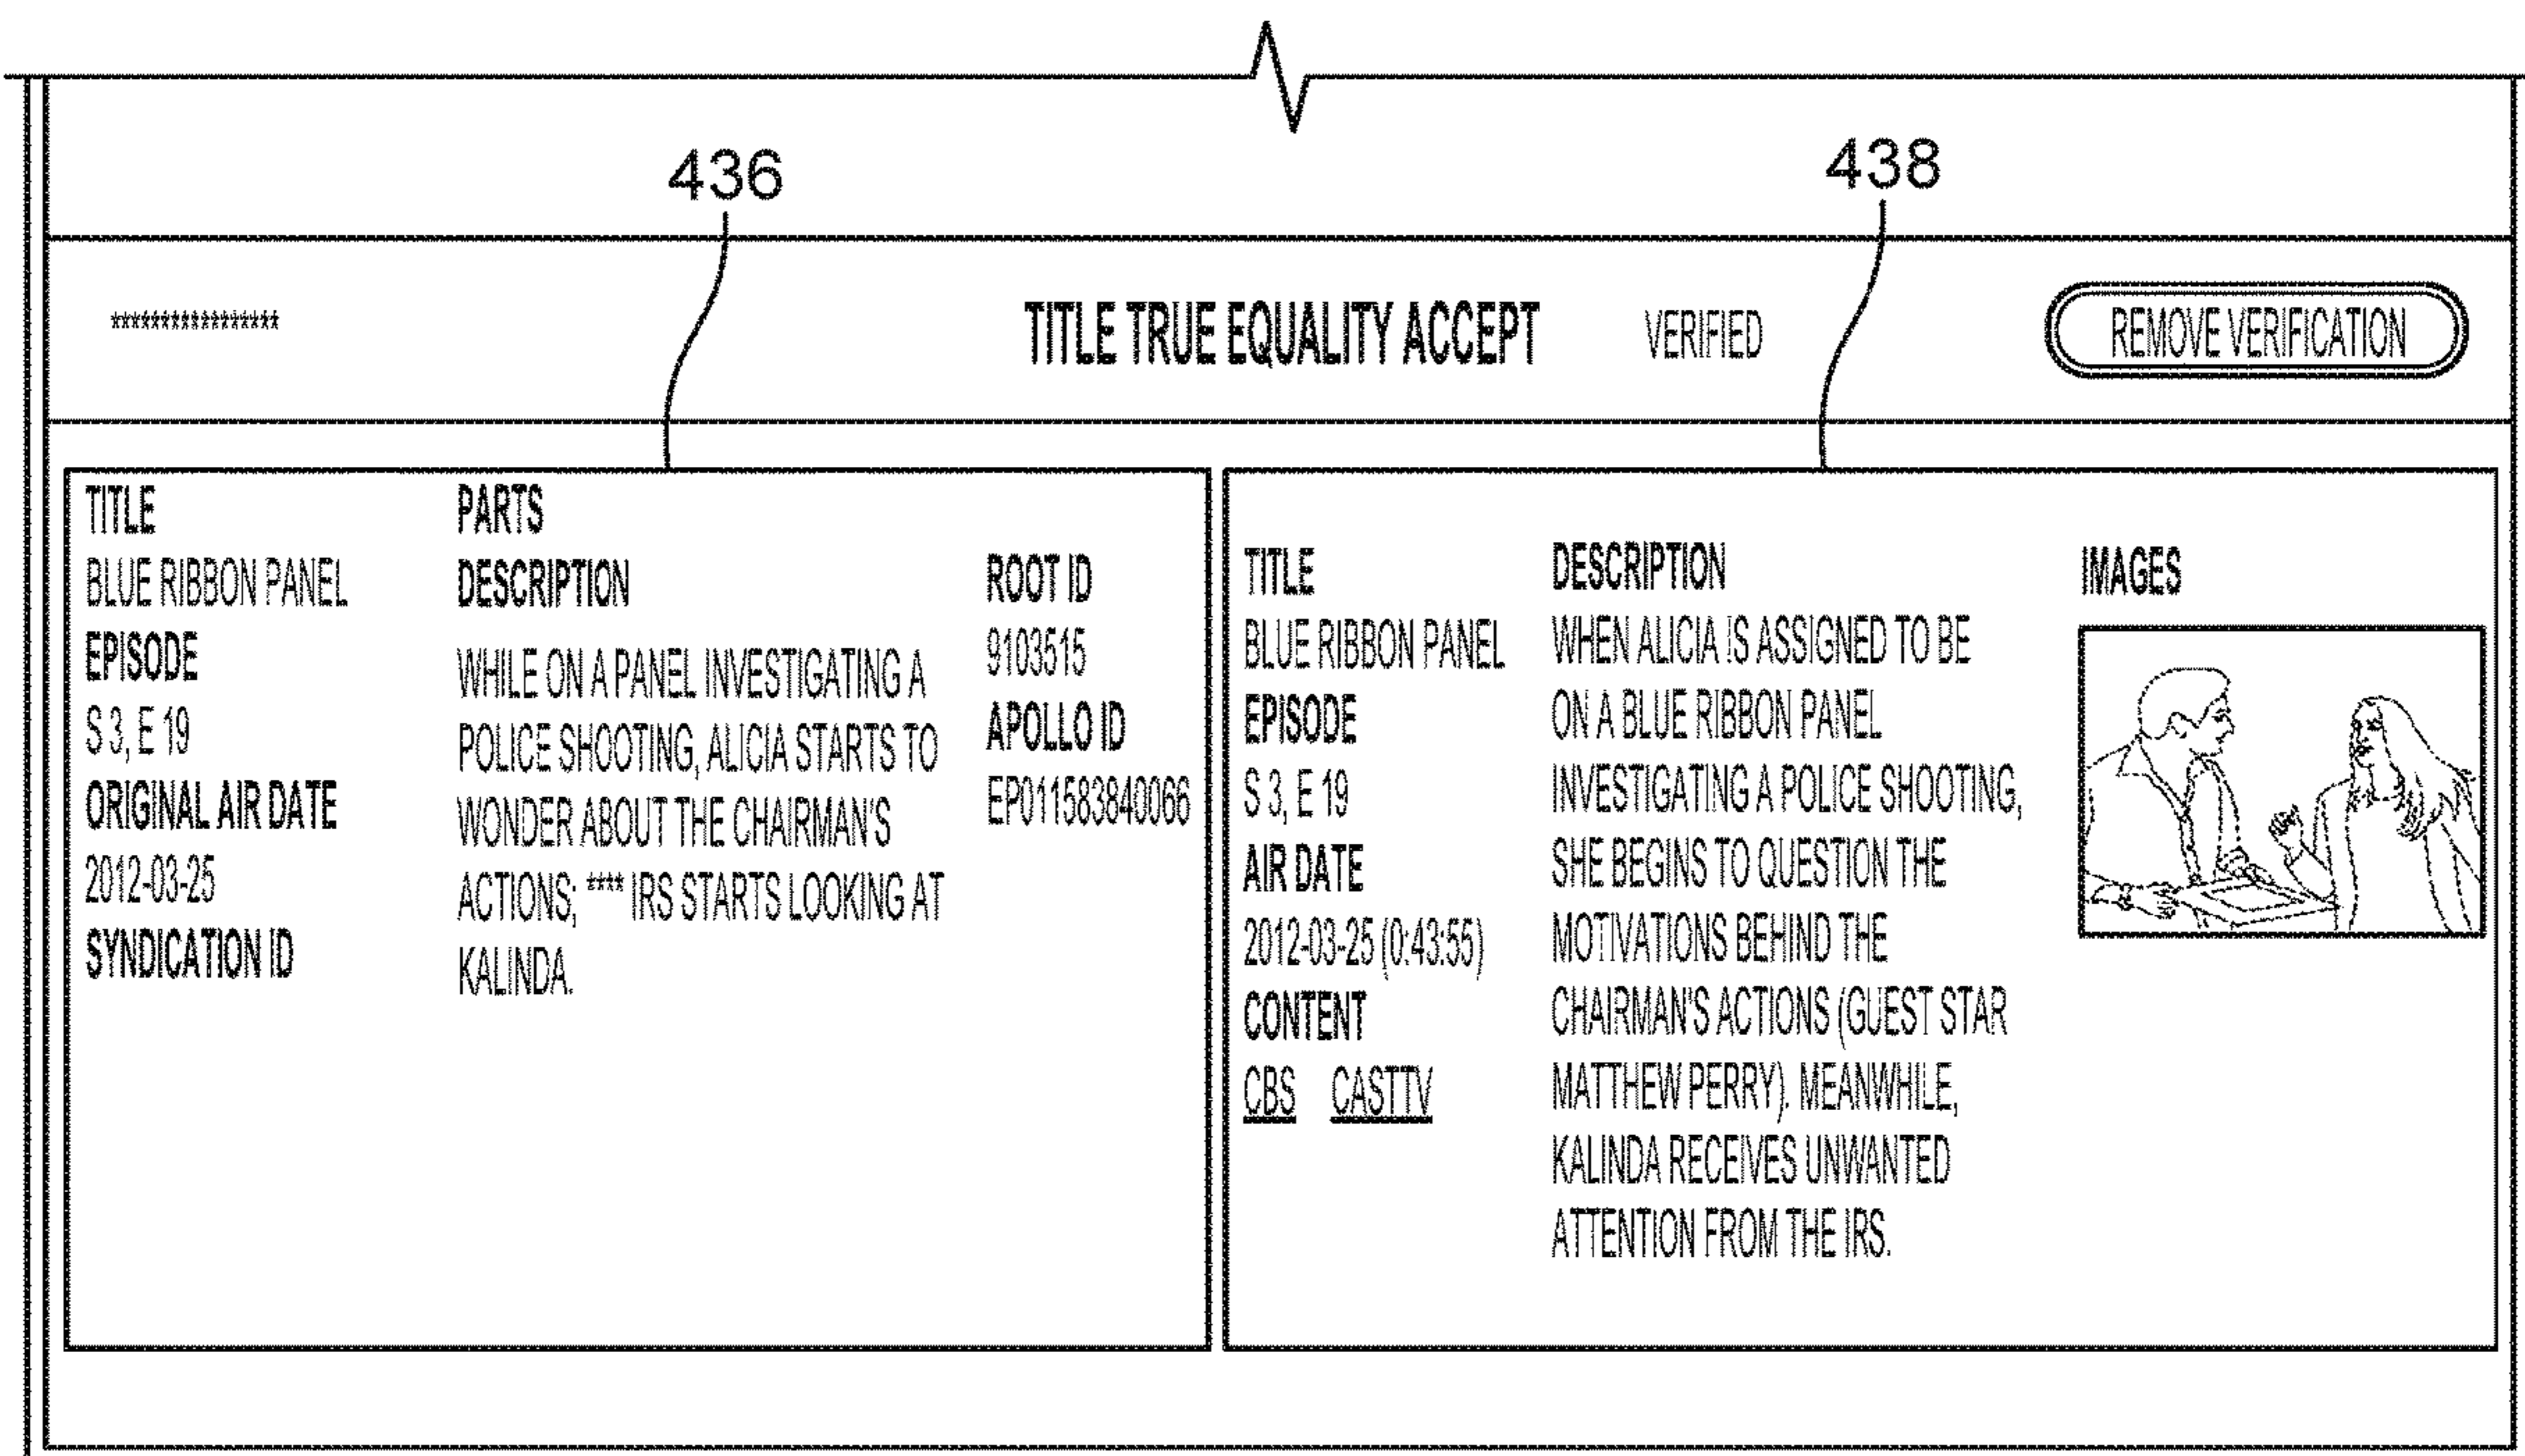 436
438
***************** TITLE TRUE EQUALITY ACCEPT VERIFIED REMOVE VERIFICATION
TITLE
BLUE RIBBON PANEL
EPISODE
S 3, E 19
ORIGINAL AIR DATE
2012-03-25
SYNDICATION ID
PARTS
DESCRIPTION
WHILE ON A PANEL INVESTIGATING A
POLICE SHOOTING, ALICIA STARTS TO
WONDER ABOUT THE CHAIRMAN'S
ACTIONS; **** IRS STARTS LOOKING AT
KALINDA.
ROOT ID
9103515
APOLLO ID
EP011583840066
TITLE
BLUE RIBBON PANEL
EPISODE
S 3, E 19
AIR DATE
2012-03-25 (0:43:55)
CONTENT
CBS CASTTV
DESCRIPTION
WHEN ALICIA IS ASSIGNED TO BE
ON A BLUE RIBBON PANEL
INVESTIGATING A POLICE SHOOTING,
SHE BEGINS TO QUESTION THE
MOTIVATIONS BEHIND THE
CHAIRMAN'S ACTIONS (GUEST STAR
MATTHEW PERRY). MEANWHILE,
KALINDA RECEIVES UNWANTED
ATTENTION FROM THE IRS.
IMAGES